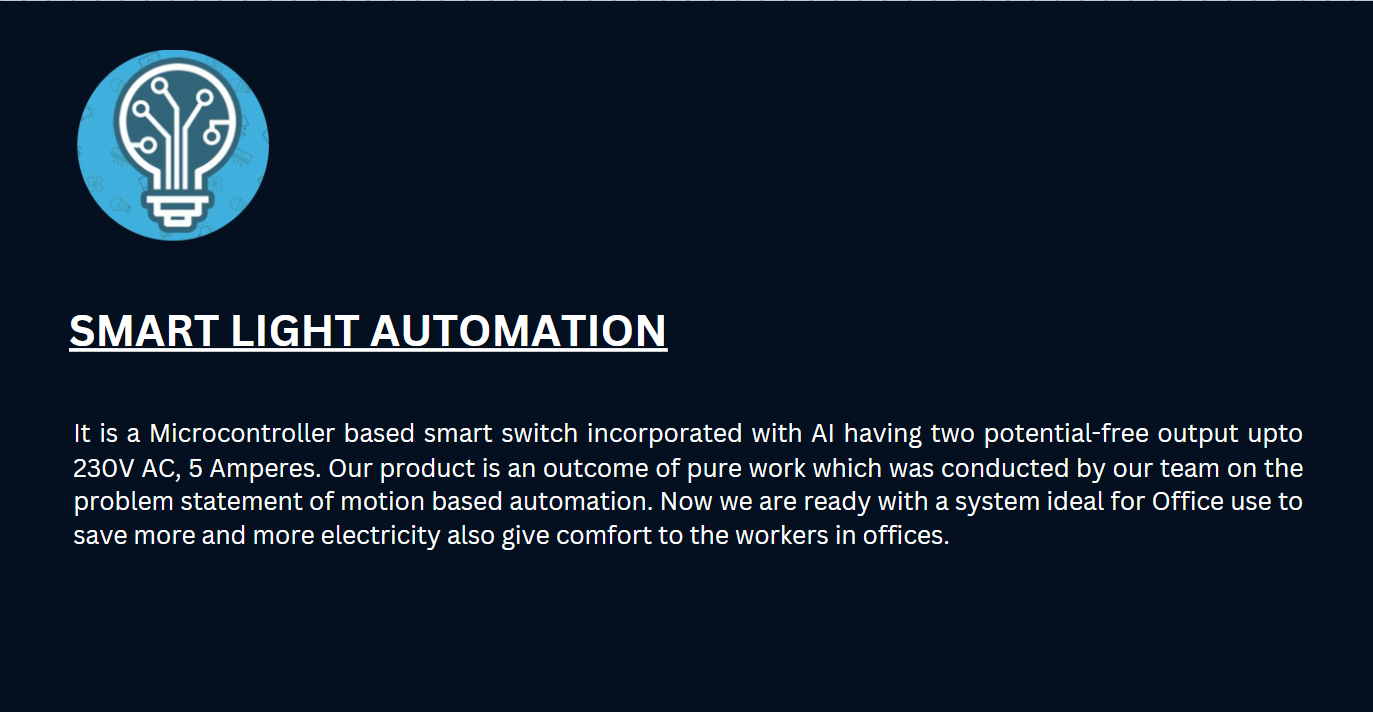 SMART LIGHT AUTOMATION
It is a Microcontroller based smart switch incorporated with AI having two potential-free output upto
230V AC, 5 Amperes. Our product is an outcome of pure work which was conducted by our team on the
problem statement of motion based automation. Now we are ready with a system ideal for Office use to
save more and more electricity also give comfort to the workers in offices.